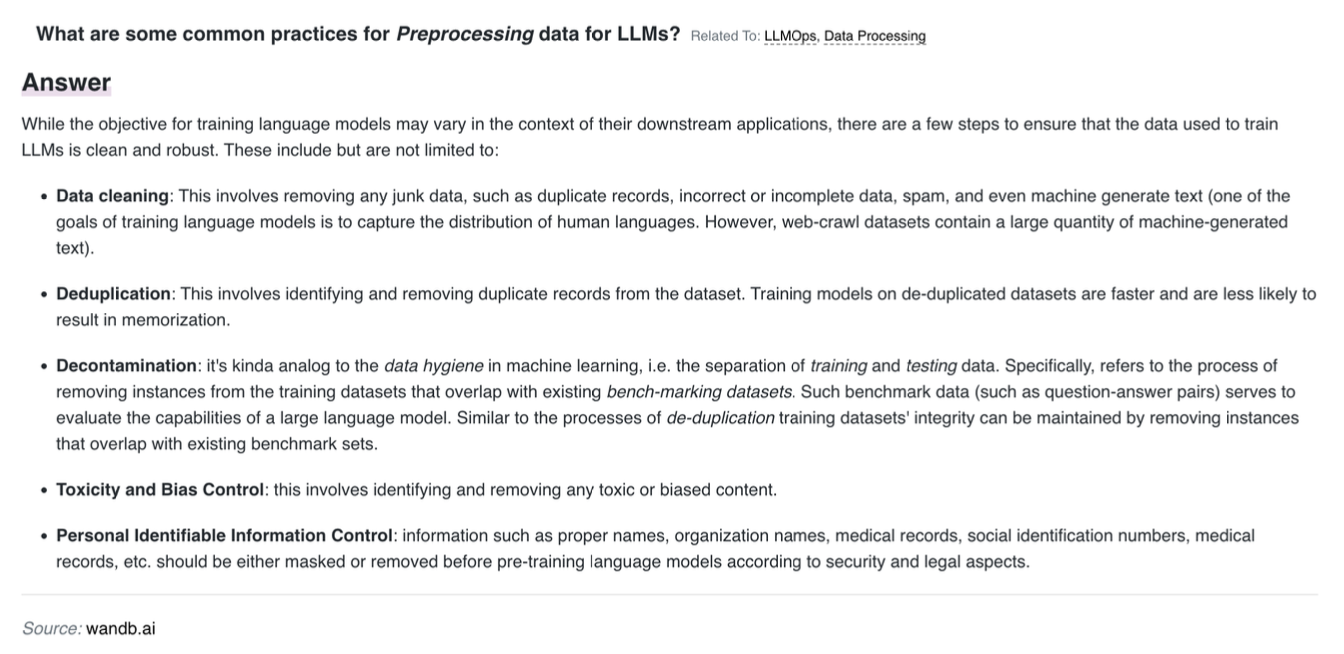 What are some common practices for Preprocessing data for LLMs? Related To: LLMOps, Data Processing
Answer
While the objective for training language models may vary in the context of their downstream applications, there are a few steps to ensure that the data used to train
LLMs is clean and robust. These include but are not limited to:
• Data cleaning: This involves removing any junk data, such as duplicate records, incorrect or incomplete data, spam, and even machine generate text (one of the
goals of training language models is to capture the distribution of human languages. However, web-crawl datasets contain a large quantity of machine-generated
text).
• Deduplication: This involves identifying and removing duplicate records from the dataset. Training models on de-duplicated datasets are faster and are less likely to
result in memorization.
• Decontamination: it's kinda analog to the data hygiene in machine learning, i.e. the separation of training and testing data. Specifically, refers to the process of
removing instances from the training datasets that overlap with existing bench-marking datasets. Such benchmark data (such as question-answer pairs) serves to
evaluate the capabilities of a large language model. Similar to the processes of de-duplication training datasets' integrity can be maintained by removing instances
that overlap with existing benchmark sets.
• Toxicity and Bias Control: this involves identifying and removing any toxic or biased content.
• Personal Identifiable Information Control: information such as proper names, organization names, medical records, social identification numbers, medical
records, etc. should be either masked or removed before pre-training language models according to security and legal aspects.
Source: wandb.ai